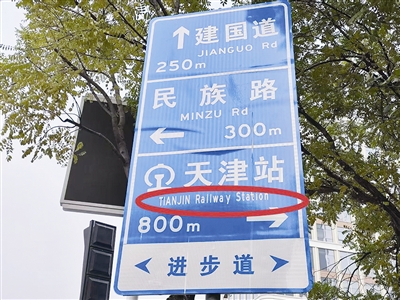 ↑ 建国道
JIANGUO Rd
250m
民族路
MINZU Rd
← 300m
天津站
TiANJiN Railway Station
800m →
< 进步道 >